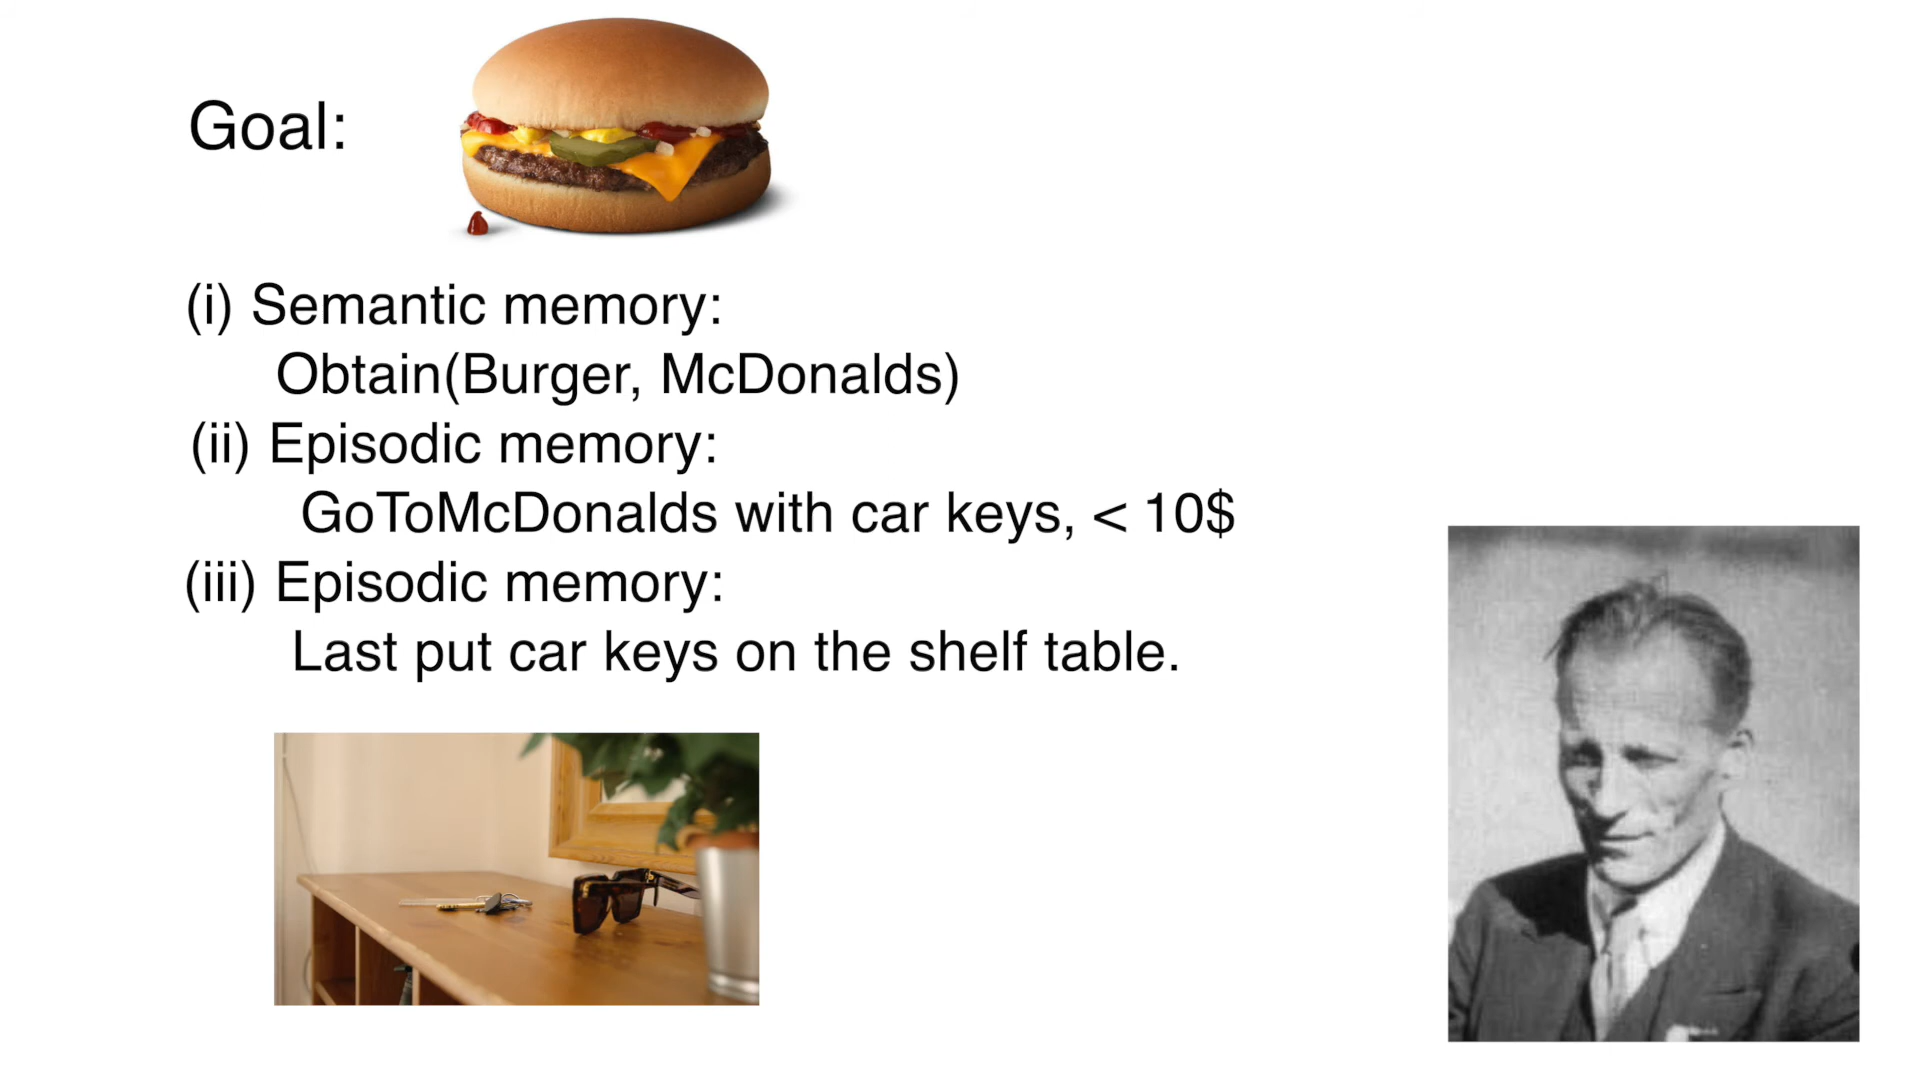 Goal:
(i) Semantic memory:
Obtain(Burger, McDonalds)
(ii) Episodic memory:
GoToMcDonalds with car keys, < 10$
(iii) Episodic memory:
Last put car keys on the shelf table.